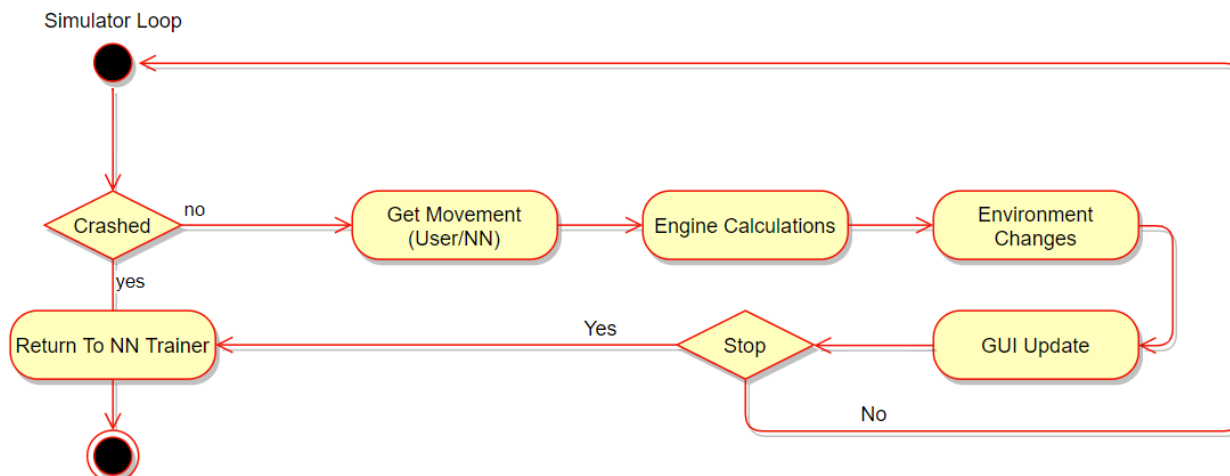 Simulator Loop
Crashed
no
Get Movement
(User/NN)
Engine Calculations
Environment
Changes
yes
Return To NN Trainer
Yes
Stop
GUI Update
No